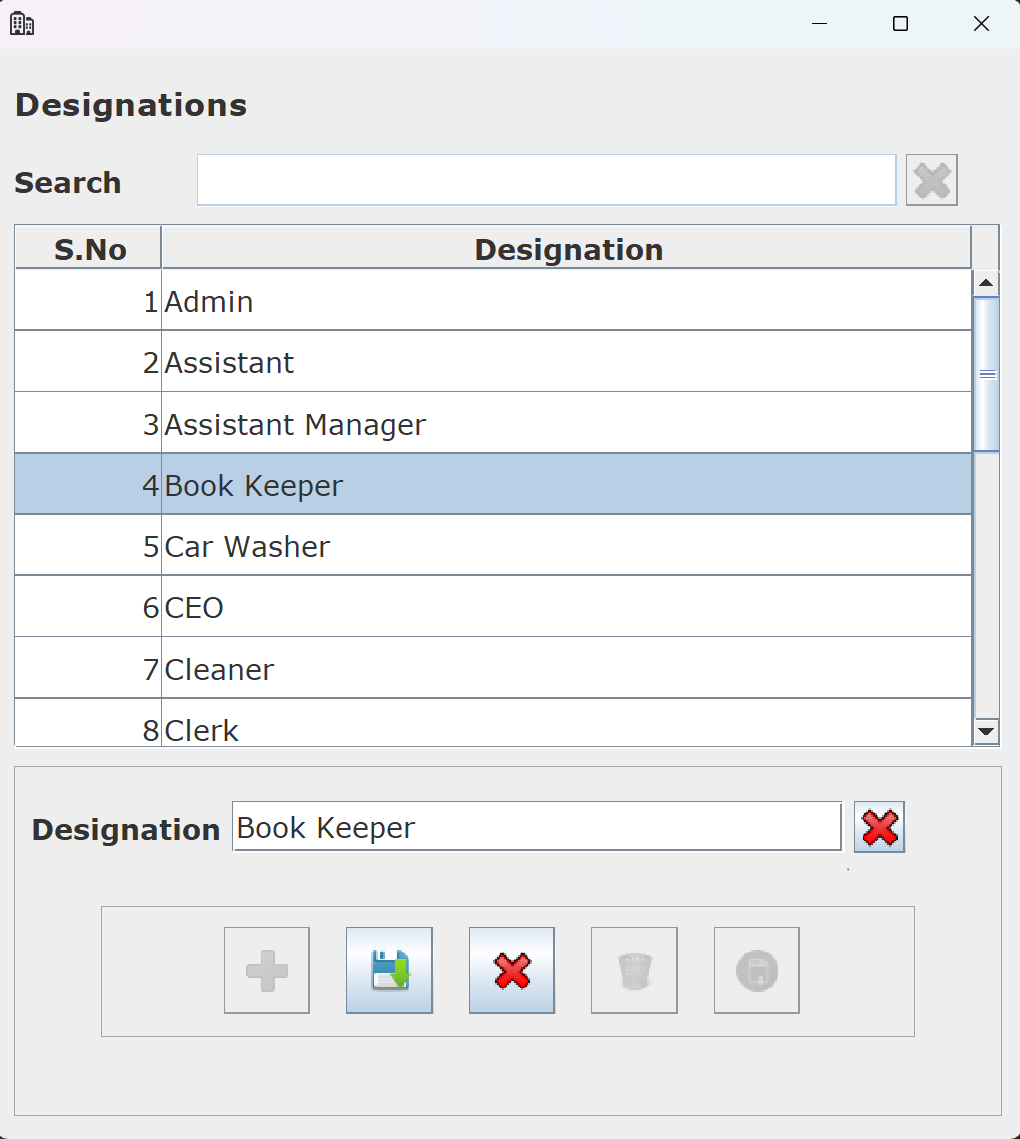 Designations
Search
S.No Designation
1 Admin
2 Assistant
3 Assistant Manager
4 Book Keeper
5 Car Washer
6 CEO
7 Cleaner
8 Clerk
Designation Book Keeper